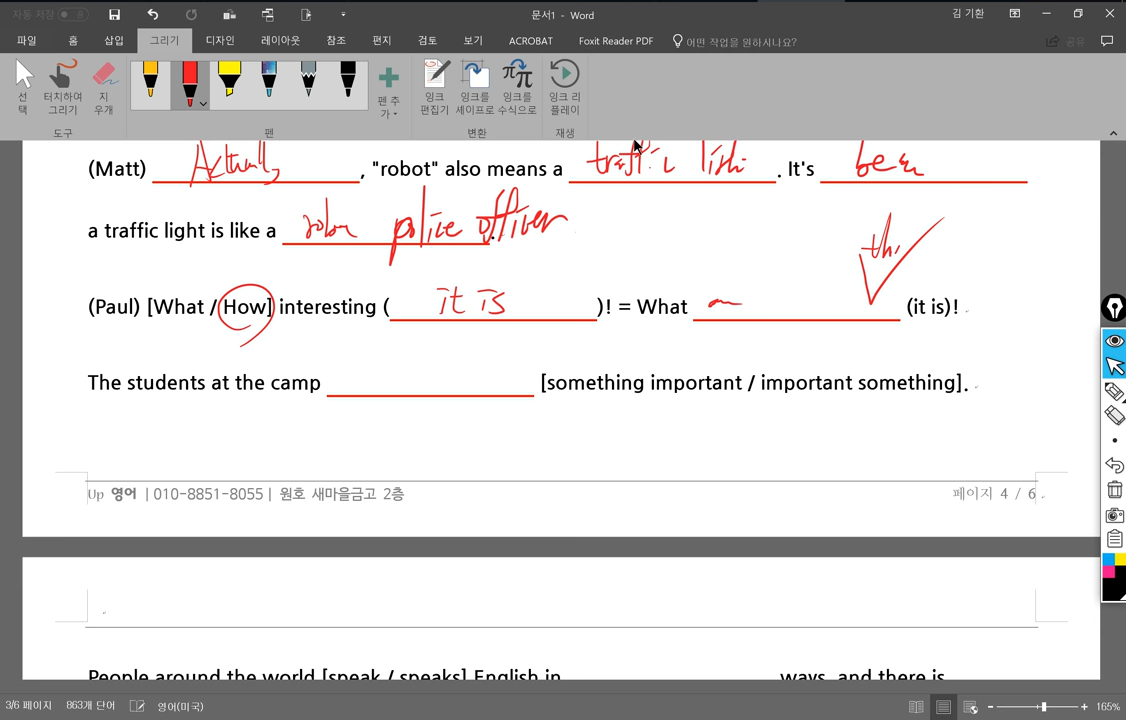 자동 저장
문서1 - Word
김 기환
파일 홈 삽입 그리기 디자인 레이아웃 참조 편지 검토 보기 ACROBAT Foxit Reader PDF 어떤 작업을 원하시나요? 공유
선택 터치하여 그리기 지우개 펜 추가 잉크 편집기 잉크를 셰이프로 잉크를 수식으로 잉크 리플레이
도구 펜 변환 재생
(Matt) Actually, "robot" also means a traffic light. It's
a traffic light is like a police officer.
(Paul) [What / How] interesting ( it is )! = What an thing (it is)!
The students at the camp [something important / important something].
Up 영어 | 010-8851-8055 | 원호 새마을금고 2층 페이지 4 / 6
People around the world [speak / speaks] English in ways, and there is
3/6 페이지 863개 단어 영어(미국) 165%